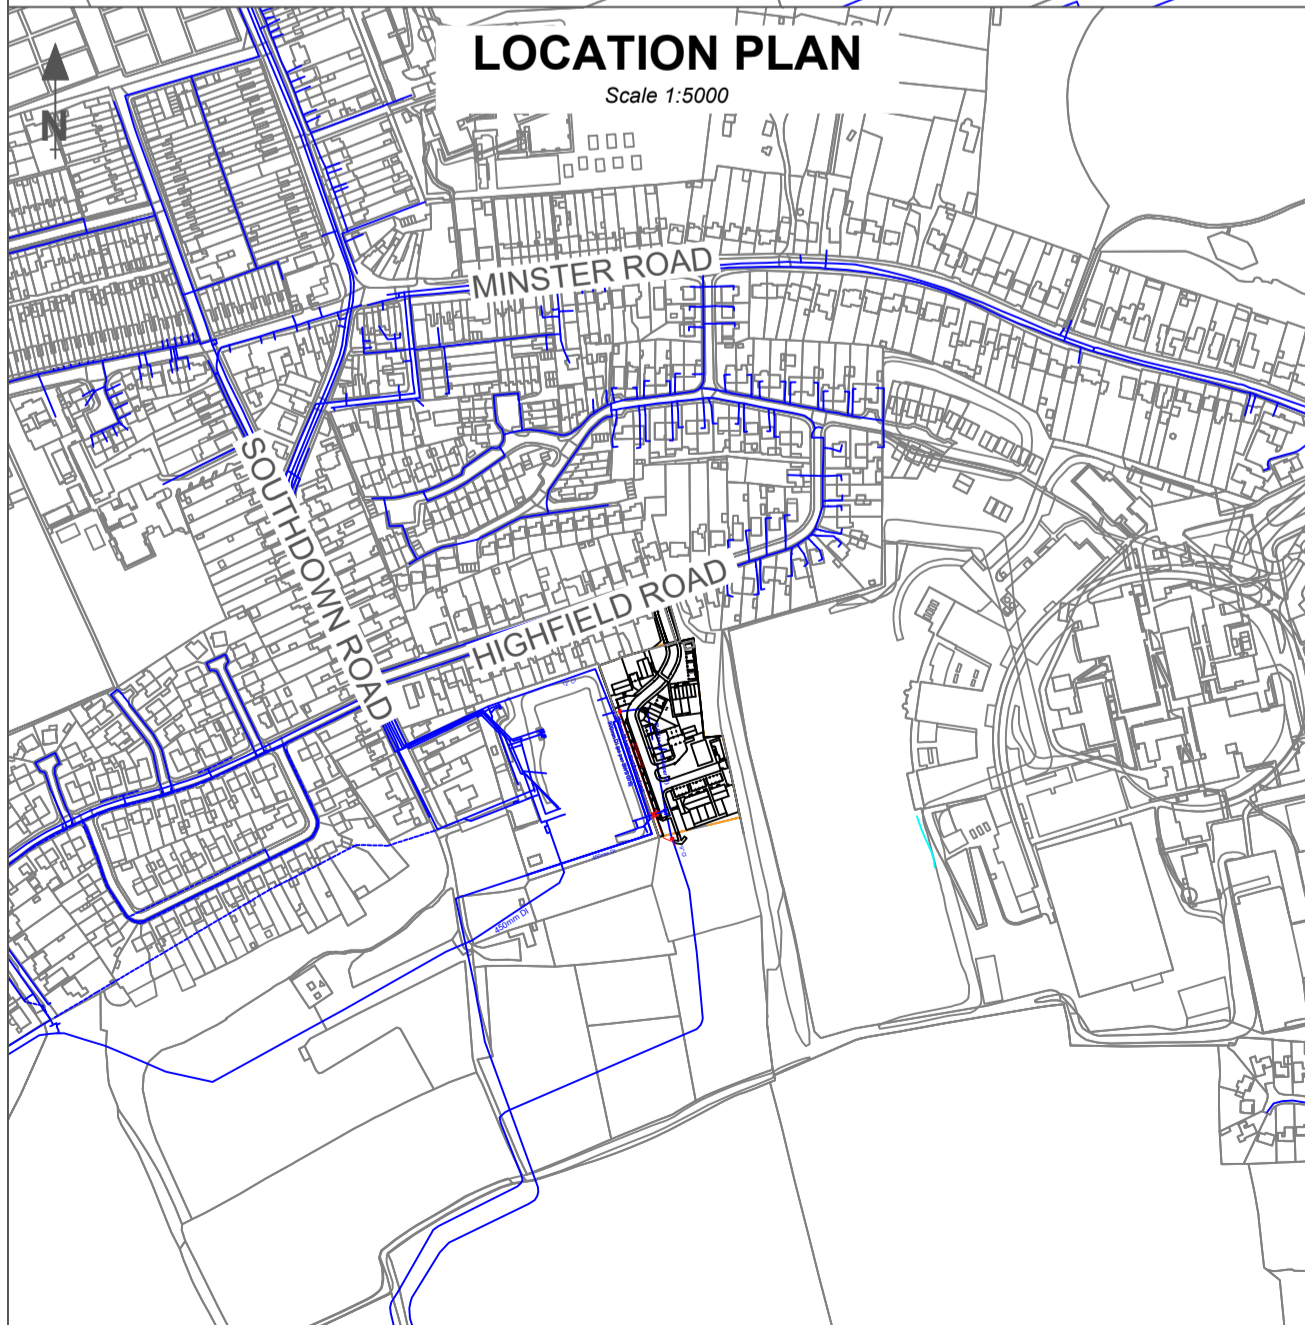 LOCATION PLAN
Scale 1:5000
N
MINSTER ROAD
SOUTHDOWN ROAD
HIGHFIELD ROAD
450mm DI